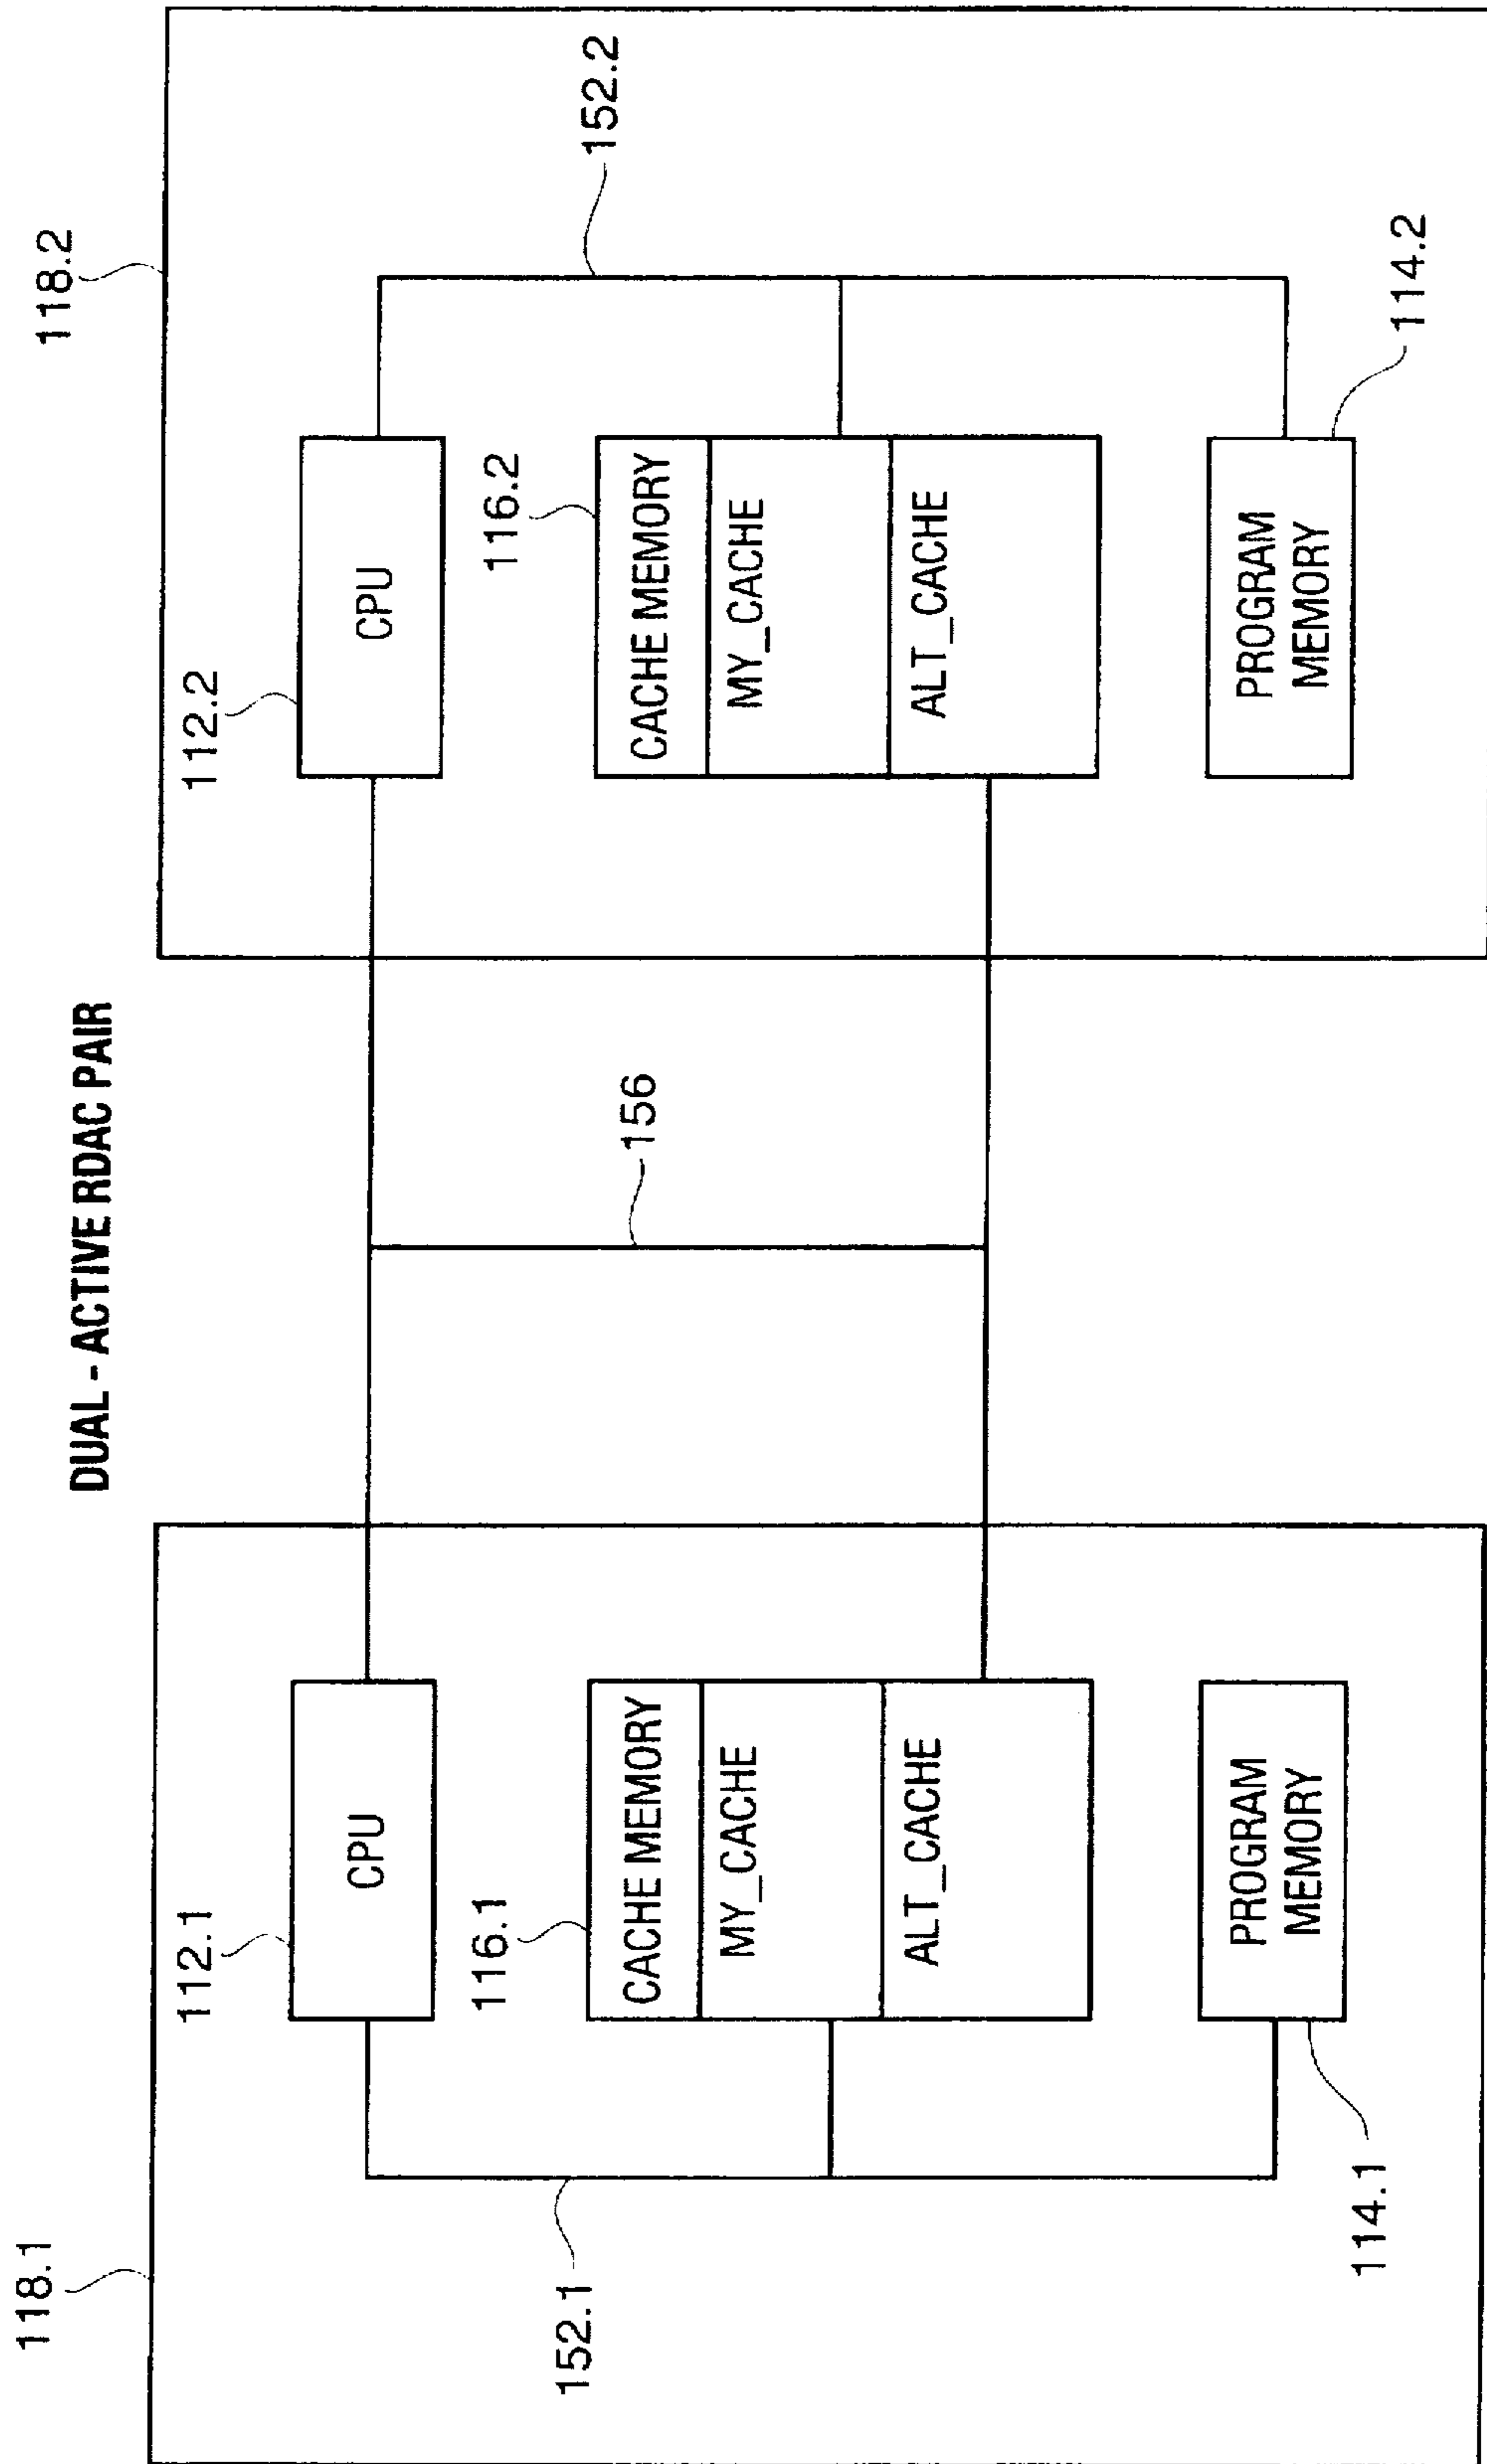 DUAL - ACTIVE RDAC PAIR
118.1
112.1
CPU
116.1
CACHE MEMORY
MY_CACHE
ALT_CACHE
PROGRAM
MEMORY
152.1
114.1
156
118.2
112.2
CPU
116.2
CACHE MEMORY
MY_CACHE
ALT_CACHE
PROGRAM
MEMORY
152.2
114.2